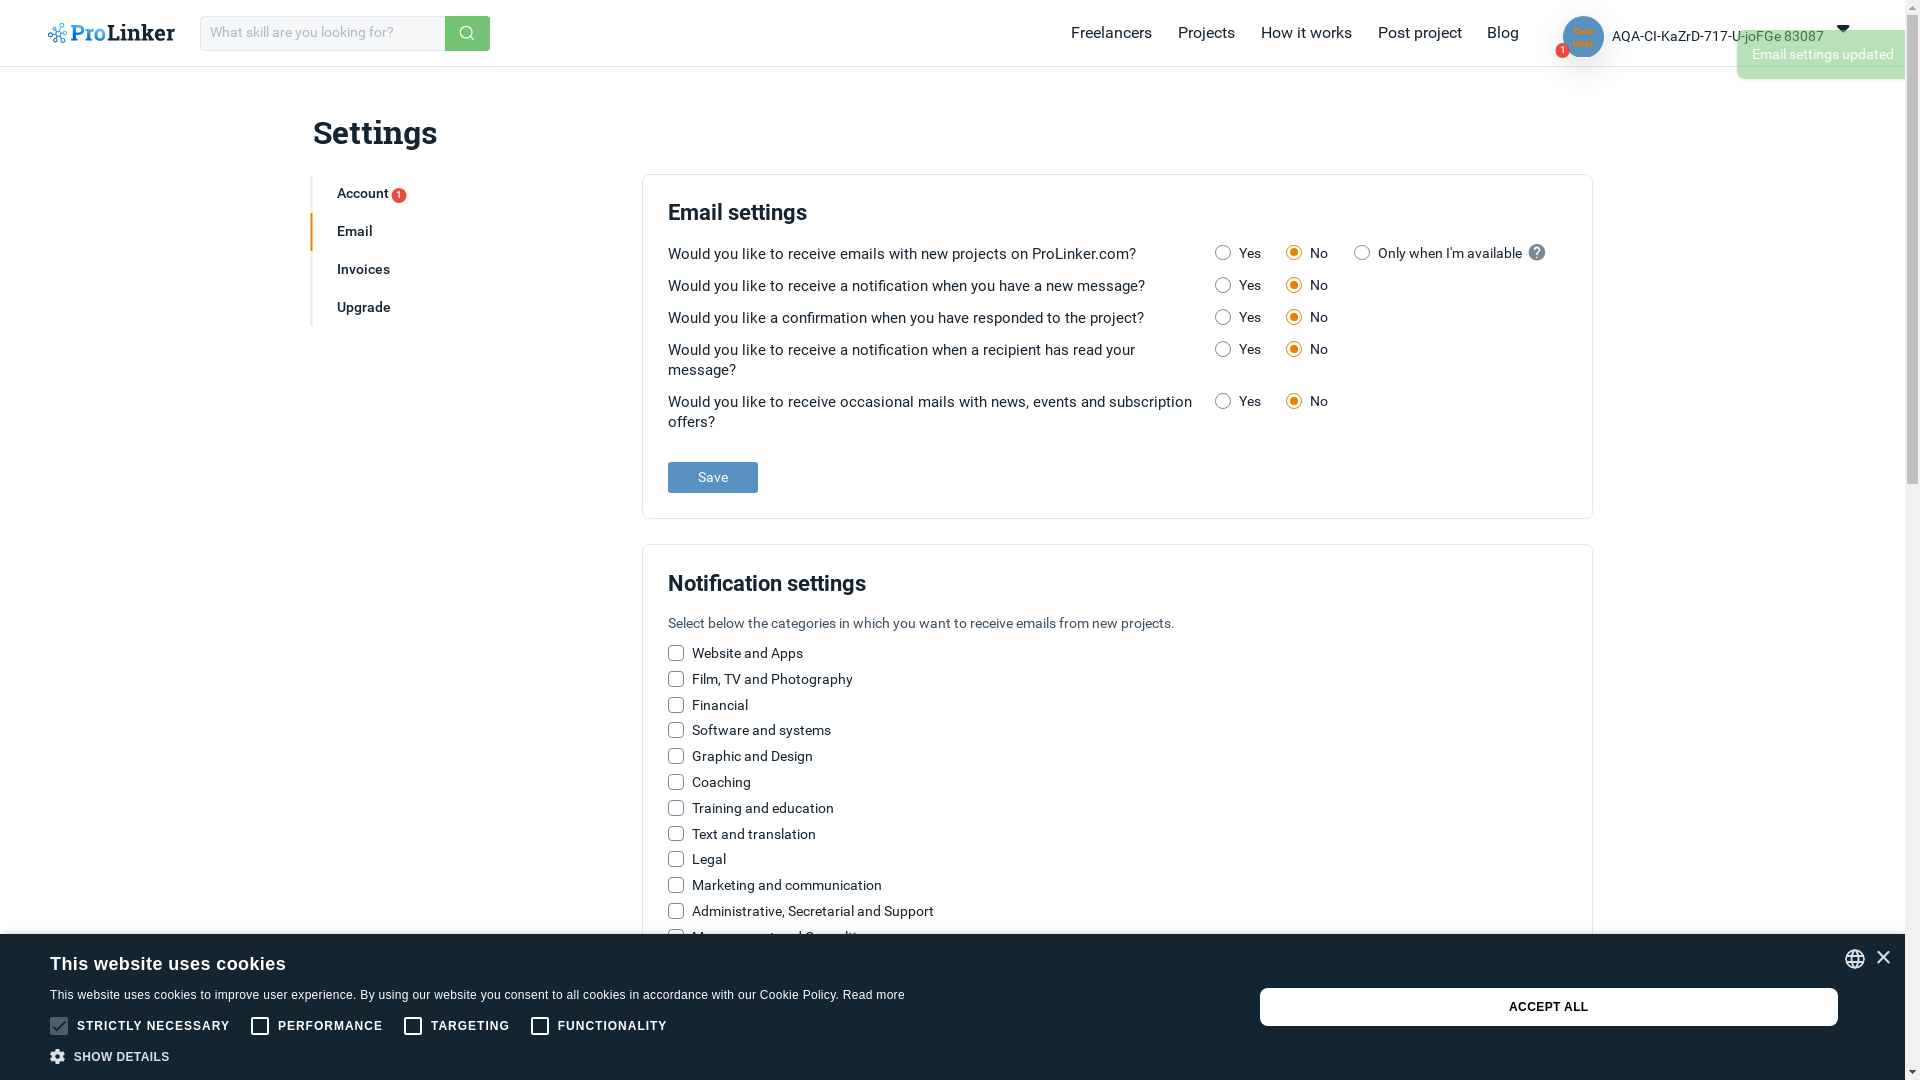 ProLinker
What skill are you looking for?
Freelancers
Projects
How it works
Post project
Blog
Test
User
1
AQA-CI-KaZrD-717-U-joFGe 83087
Email settings updated
Settings
Account 1
Email
Invoices
Upgrade
Email settings
Would you like to receive emails with new projects on ProLinker.com?
Yes
No
Only when I'm available
?
Would you like to receive a notification when you have a new message?
Yes
No
Would you like a confirmation when you have responded to the project?
Yes
No
Would you like to receive a notification when a recipient has read your
message?
Yes
No
Would you like to receive occasional mails with news, events and subscription
offers?
Yes
No
Save
Notification settings
Select below the categories in which you want to receive emails from new projects.
Website and Apps
Film, TV and Photography
Financial
Software and systems
Graphic and Design
Coaching
Training and education
Text and translation
Legal
Marketing and communication
Administrative, Secretarial and Support
This website uses cookies
This website uses cookies to improve user experience. By using our website you consent to all cookies in accordance with our Cookie Policy. Read more
STRICTLY NECESSARY
PERFORMANCE
TARGETING
FUNCTIONALITY
SHOW DETAILS
ACCEPT ALL